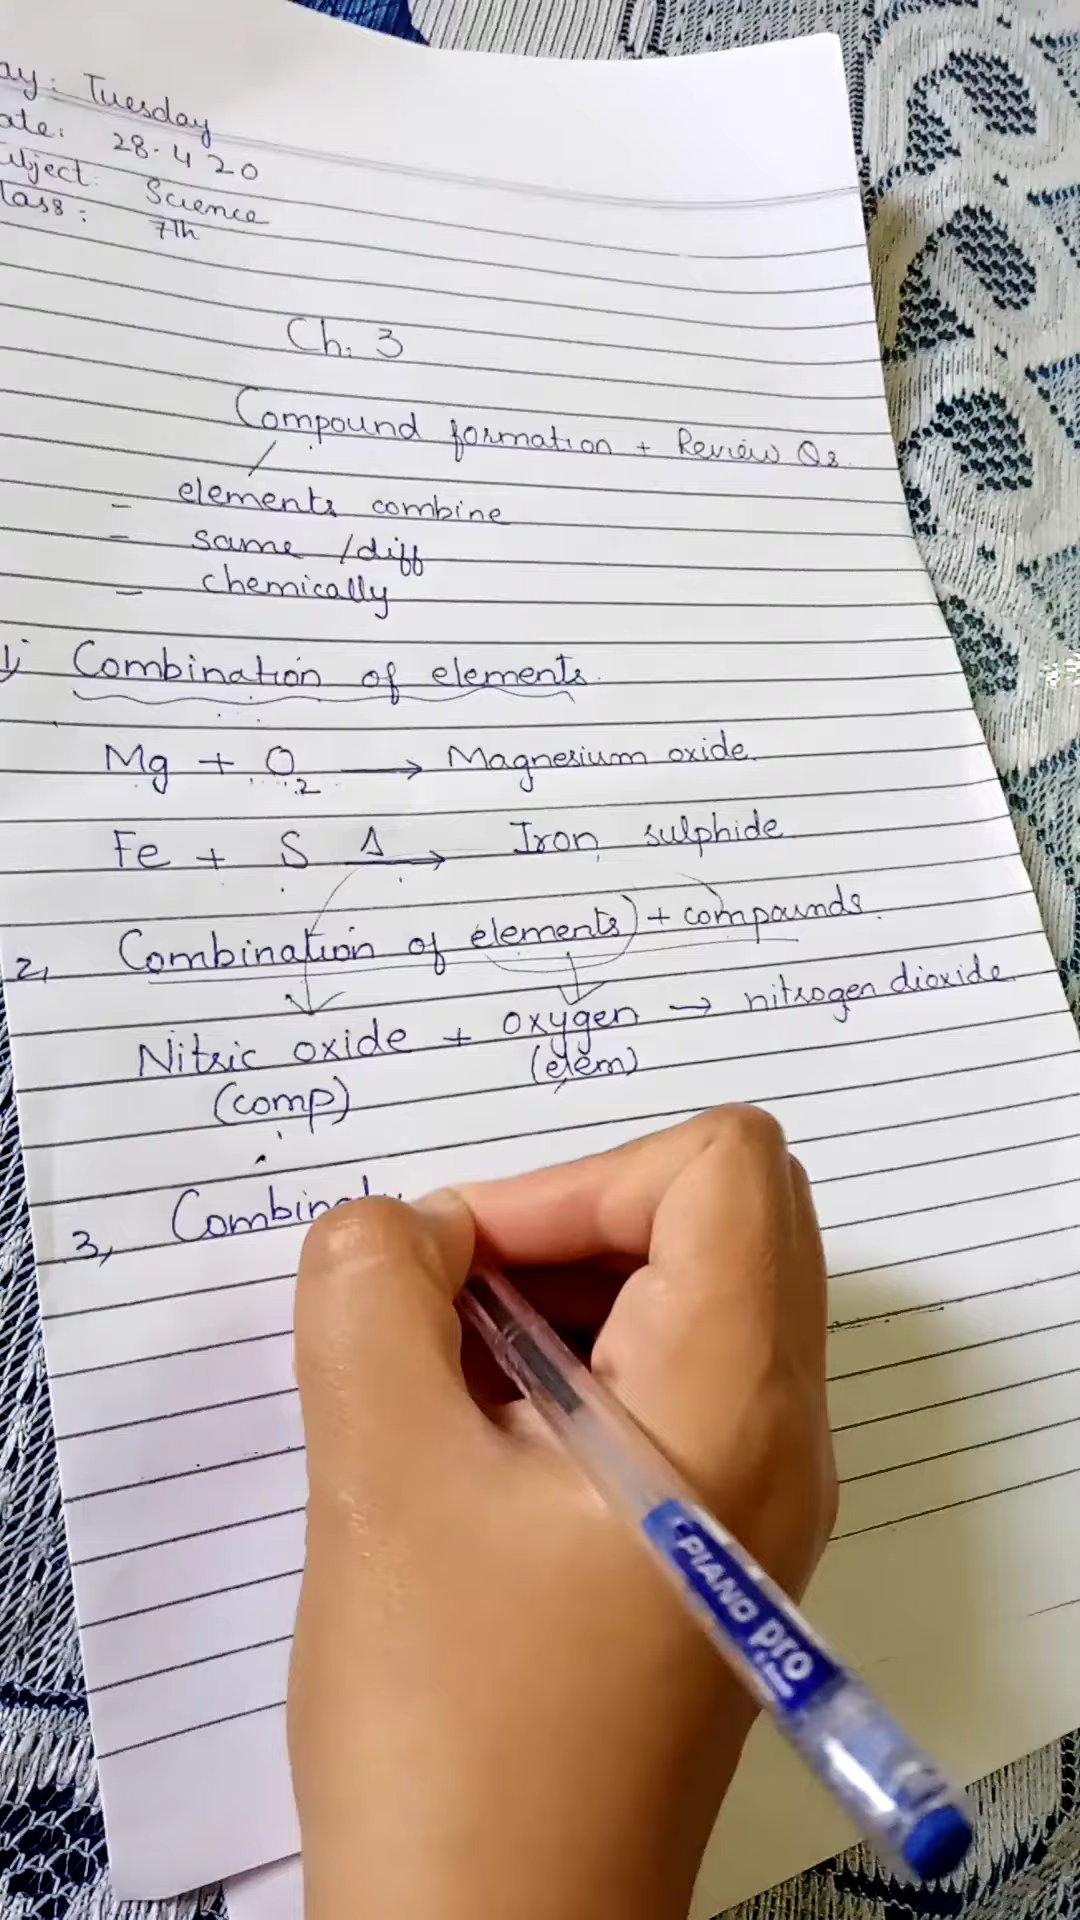 ay: Tuesday
ate: 28.4 20
ubject: Science
lass: 7th
Ch. 3
Compound formation + Review Qs.
- elements combine
- same / diff
- chemically
1, Combination of elements.
Mg + O₂ → Magnesium oxide.
Fe + S Δ→ Iron sulphide
2, Combination of elements) + compounds.
Nitric oxide + oxygen → nitrogen dioxide
(comp) (elem)
3, Combinat
PIANO pro